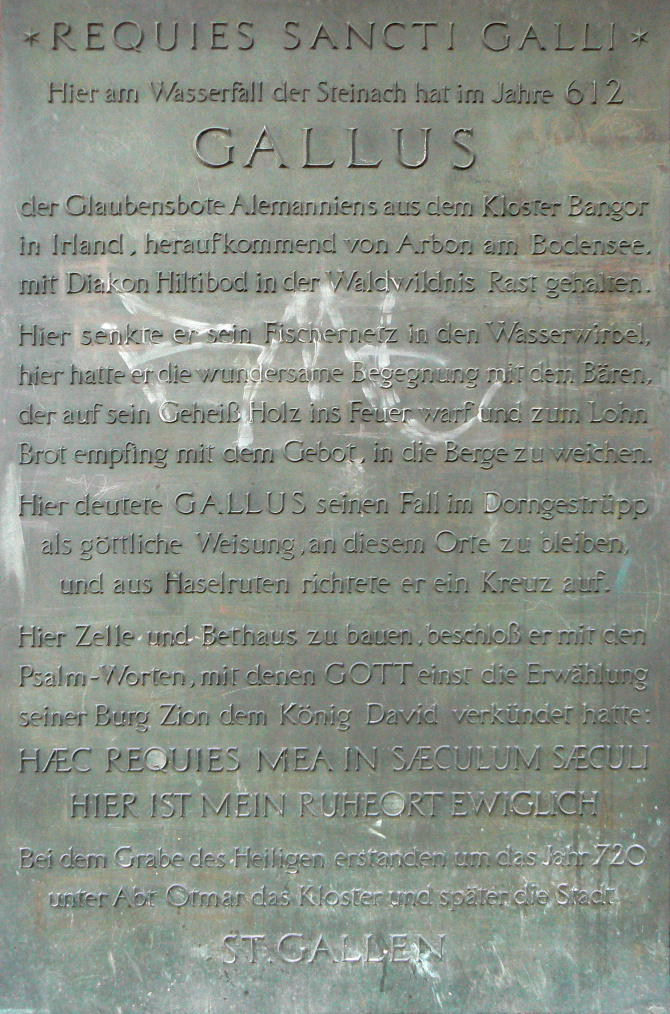 * REQUIES SANCTI GALLI *
Hier am Wasserfall der Steinach hat im Jahre 612
GALLUS
der Glaubensbote Alemanniens aus dem Kloster Bangor
in Irland, heraufkommend von Arbon am Bodensee,
mit Diakon Hiltibod in der Waldwildnis Rast gehalten.
Hier senkte er sein Fischernetz in den Wasserwirbel,
hier hatte er die wundersame Begegnung mit dem Bären,
der auf sein Geheiß Holz ins Feuer warf und zum Lohn
Brot empfing mit dem Gebot, in die Berge zu weichen.
Hier deutete GALLUS seinen Fall im Dorngestrüpp
als göttliche Weisung, an diesem Orte zu bleiben,
und aus Haselruten richtete er ein Kreuz auf.
Hier Zelle und Bethaus zu bauen, beschloß er mit den
Psalm-Worten, mit denen GOTT einst die Erwählung
seiner Burg Zion dem König David verkündet hatte:
HÆC REQUIES MEA IN SÆCULUM SÆCULI
HIER IST MEIN RUHEORT EWIGLICH
Bei dem Grabe des Heiligen erstanden um das Jahr 720
unter Abt Otmar das Kloster und später die Stadt
ST. GALLEN